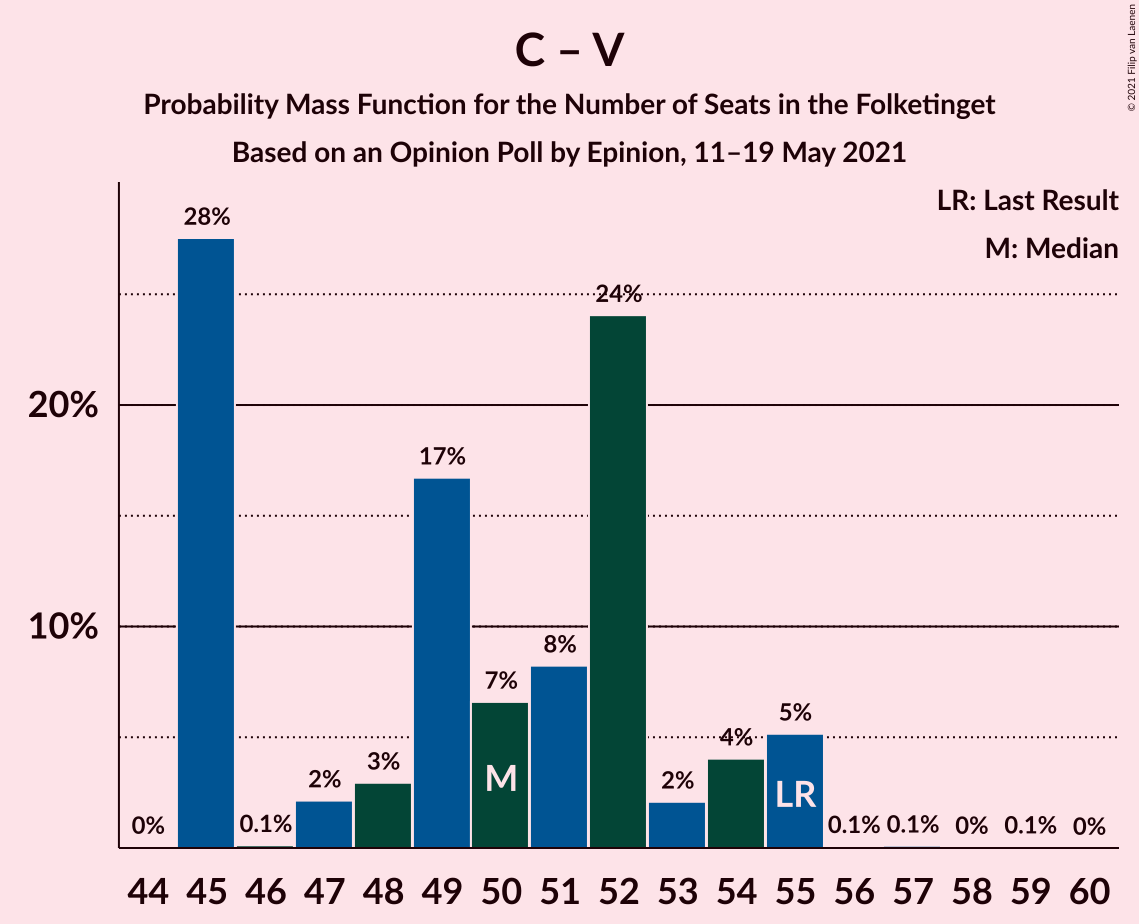 C – V
Probability Mass Function for the Number of Seats in the Folketinget
Based on an Opinion Poll by Epinion, 11–19 May 2021
© 2021 Filip van Laenen
LR: Last Result
M: Median
20%
10%
0%
28%
0.1%
2%
3%
17%
7%
8%
24%
2%
4%
5%
0.1%
0.1%
0%
0.1%
0%
M
LR
44 45 46 47 48 49 50 51 52 53 54 55 56 57 58 59 60